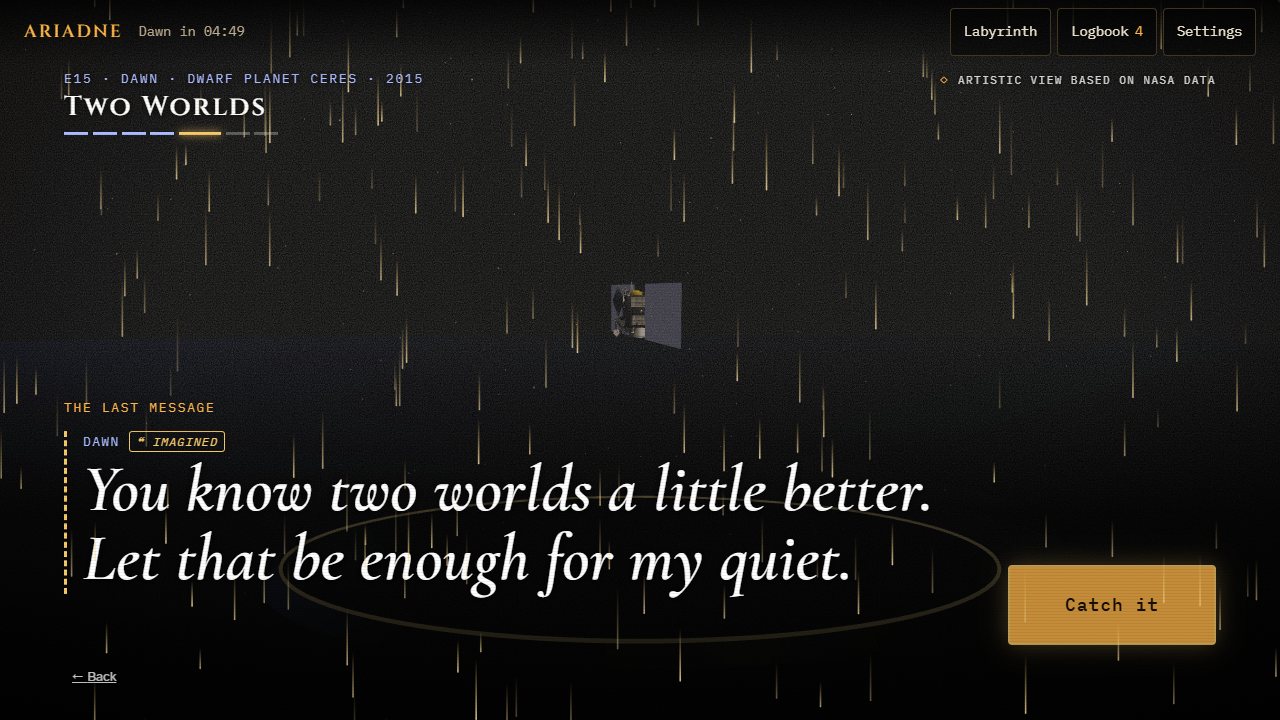 ARIADNE Dawn in 04:49 Labyrinth Logbook 4 Settings
E15 · DAWN · DWARF PLANET CERES · 2015
◇ ARTISTIC VIEW BASED ON NASA DATA
Two Worlds
THE LAST MESSAGE
DAWN ❝ IMAGINED
You know two worlds a little better.
Let that be enough for my quiet.
Catch it
← Back